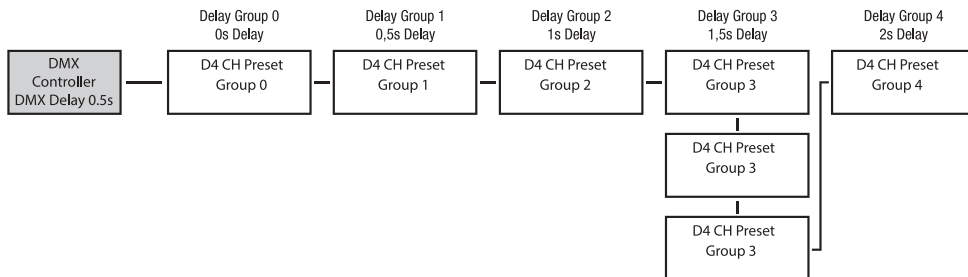 Delay Group 0
0s Delay
Delay Group 1
0,5s Delay
Delay Group 2
1s Delay
Delay Group 3
1,5s Delay
Delay Group 4
2s Delay
DMX
Controller
DMX Delay 0.5s
D4 CH Preset
Group 0
D4 CH Preset
Group 1
D4 CH Preset
Group 2
D4 CH Preset
Group 3
D4 CH Preset
Group 4
D4 CH Preset
Group 3
D4 CH Preset
Group 3